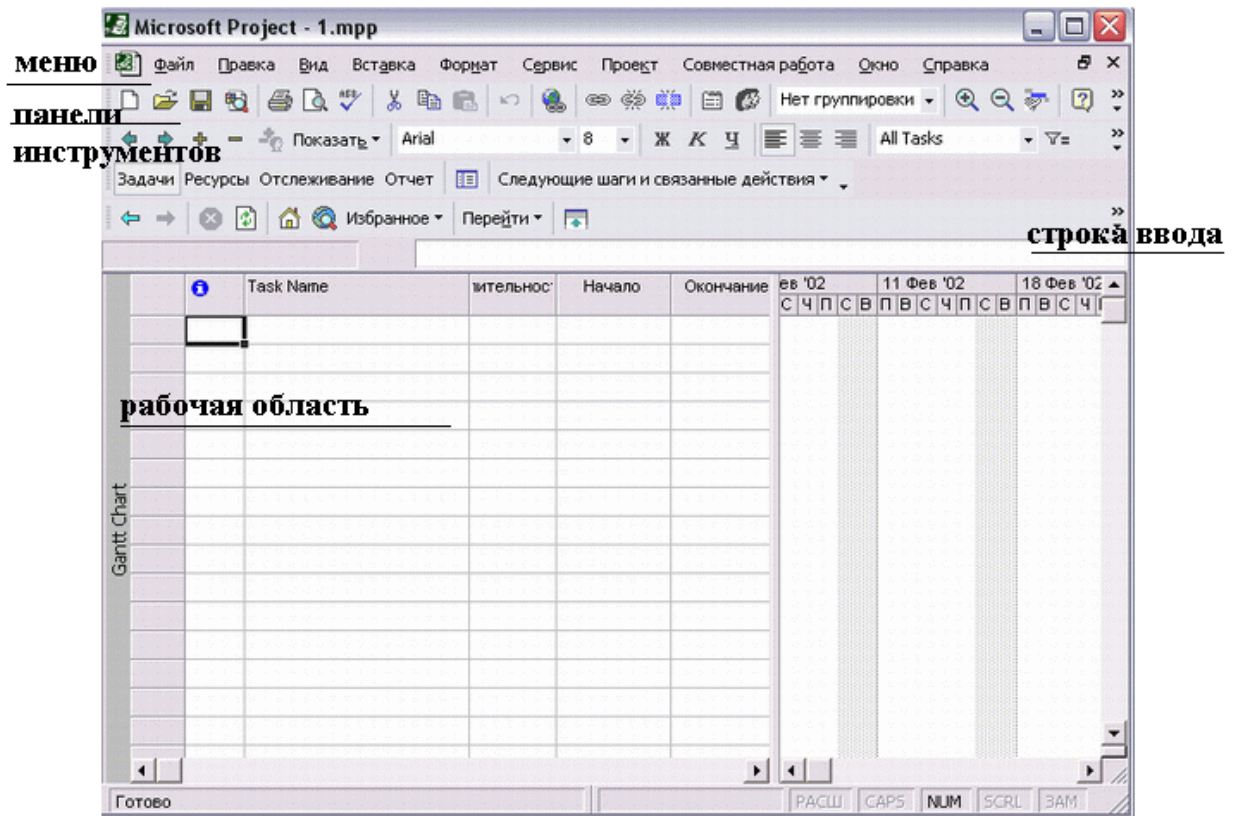 Microsoft Project - 1.mpp
меню
Файл Правка Вид Вставка Формат Сервис Проект Совместная работа Окно Справка
Нет группировки
панели
инструментов
Показать Arial 8 Ж К Ч All Tasks
Задачи Ресурсы Отслеживание Отчет Следующие шаги и связанные действия
Избранное Перейти
строка ввода
Task Name ительнос Начало Окончание ев '02 11 Фев '02 18 Фев '02
С Ч П С В П В С Ч П С В П В С Ч
рабочая область
Gantt Chart
Готово РАСШ CAPS NUM SCRL ЗАМ